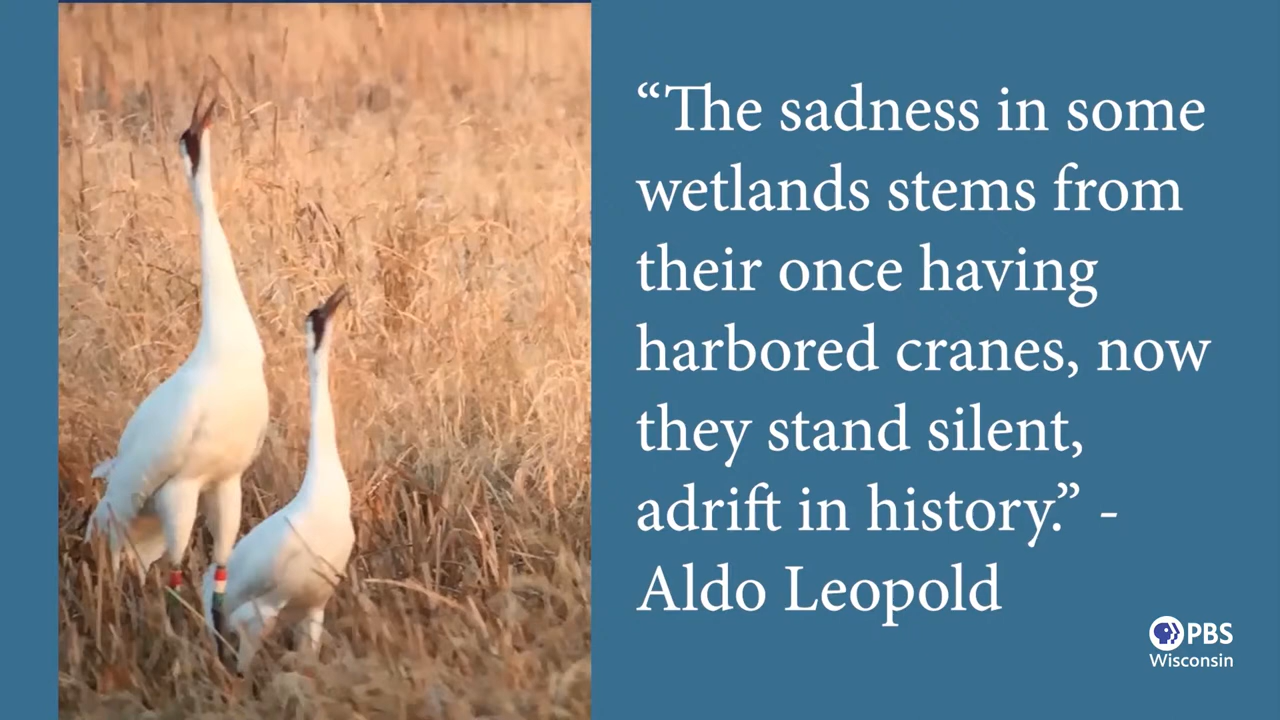 “The sadness in some
wetlands stems from
their once having
harbored cranes, now
they stand silent,
adrift in history.” -
Aldo Leopold
PBS
Wisconsin